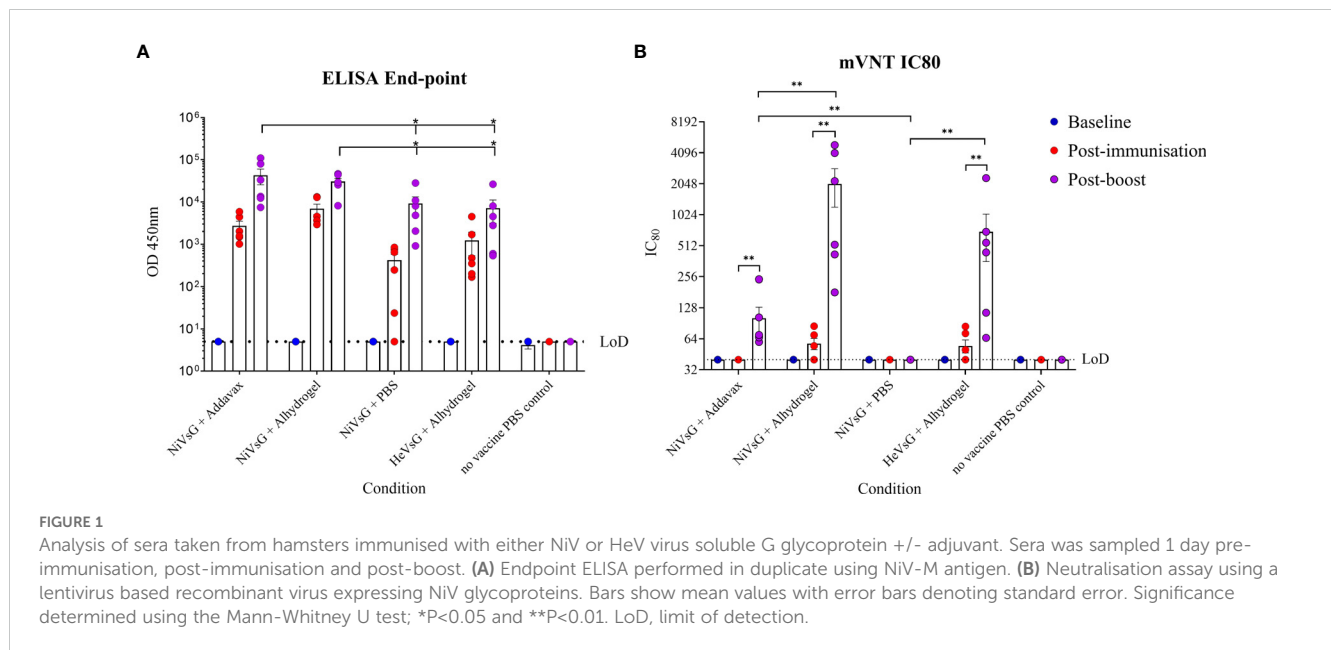 A
ELISA End-point
OD 450nm
10⁶
10⁵
10⁴
10³
10²
10¹
10⁰
* *
* *
LoD
NiVsG + Addavax
NiVsG + Alhydrogel
NiVsG + PBS
HeVsG + Alhydrogel
no vaccine PBS control
Condition
B
mVNT IC80
IC₈₀
8192
4096
2048
1024
512
256
128
64
32
**
**
**
**
**
**
LoD
Baseline
Post-immunisation
Post-boost
NiVsG + Addavax
NiVsG + Alhydrogel
NiVsG + PBS
HeVsG + Alhydrogel
no vaccine PBS control
Condition
FIGURE 1
Analysis of sera taken from hamsters immunised with either NiV or HeV virus soluble G glycoprotein +/- adjuvant. Sera was sampled 1 day pre-
immunisation, post-immunisation and post-boost. (A) Endpoint ELISA performed in duplicate using NiV-M antigen. (B) Neutralisation assay using a
lentivirus based recombinant virus expressing NiV glycoproteins. Bars show mean values with error bars denoting standard error. Significance
determined using the Mann-Whitney U test; *P<0.05 and **P<0.01. LoD, limit of detection.